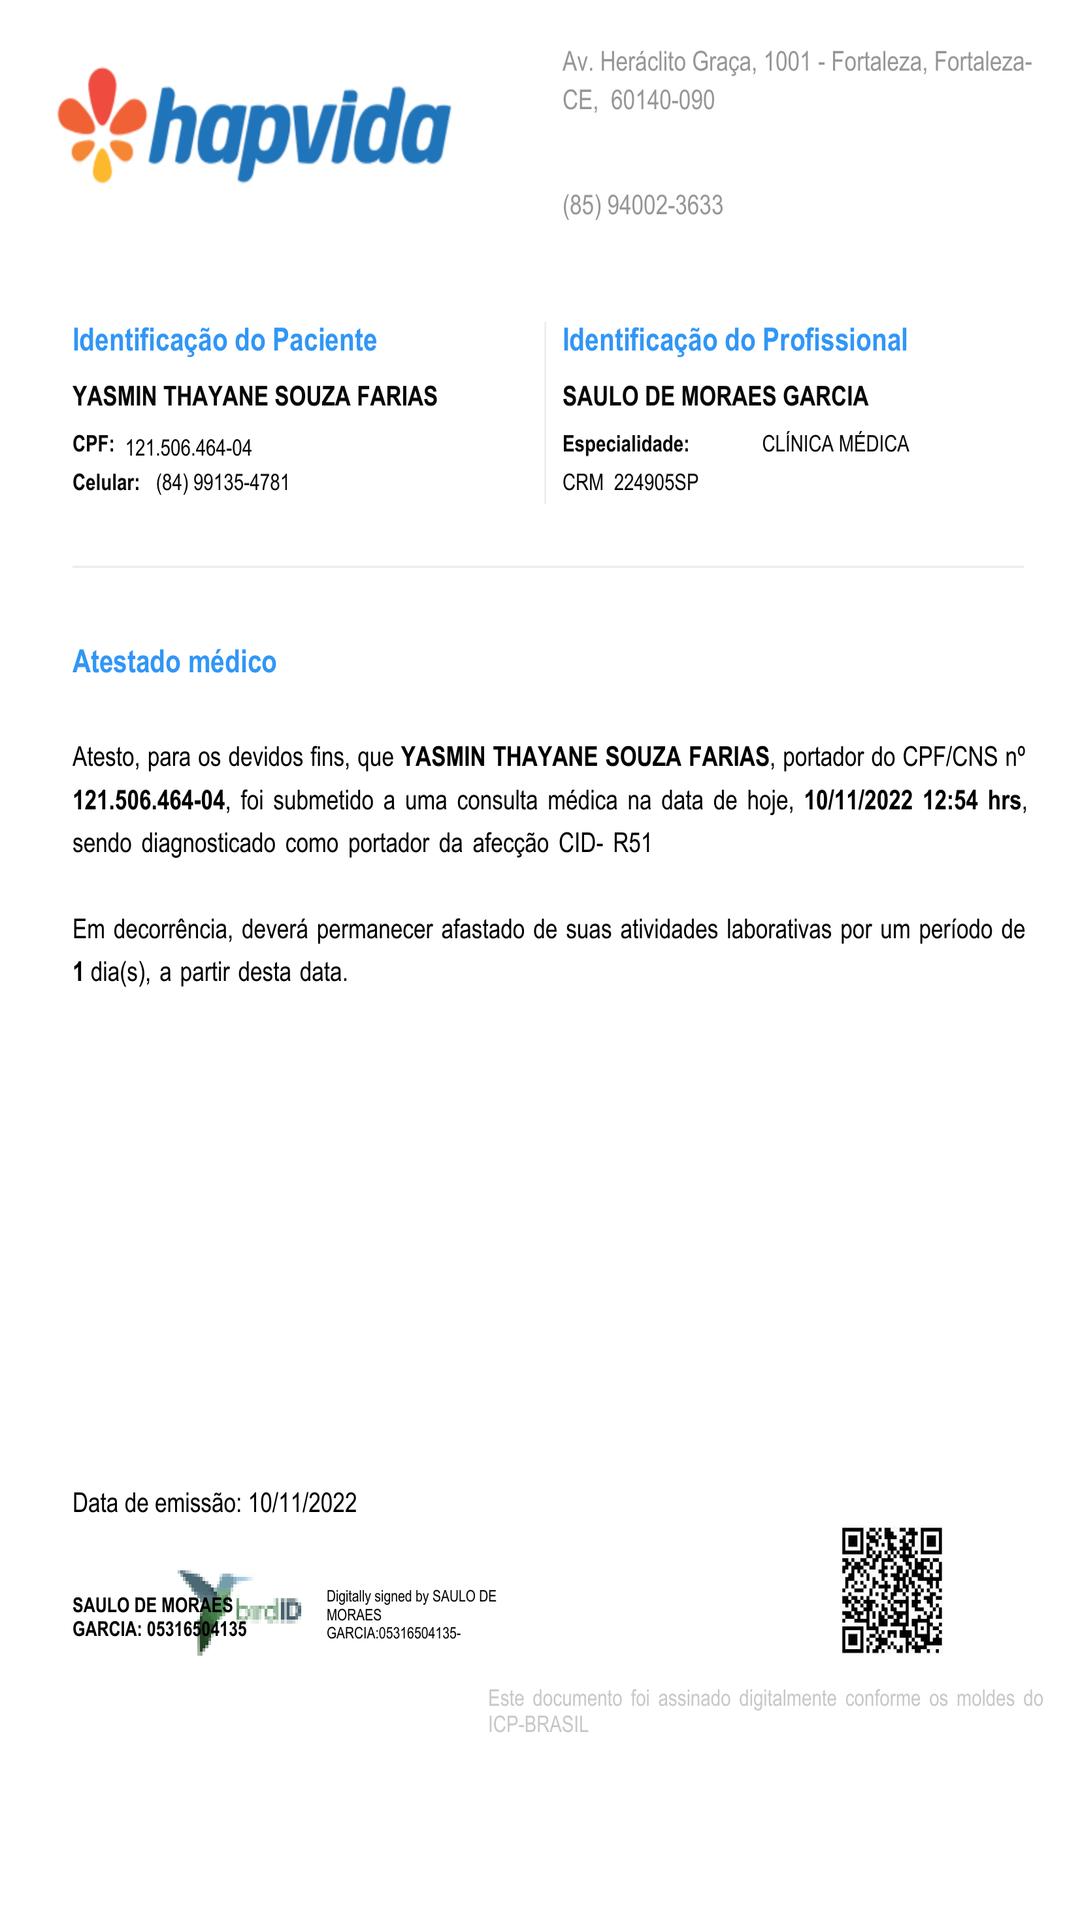 hapvida
Av. Heráclito Graça, 1001 - Fortaleza, Fortaleza-
CE, 60140-090
(85) 94002-3633
Identificação do Paciente
YASMIN THAYANE SOUZA FARIAS
CPF: 121.506.464-04
Celular: (84) 99135-4781
Identificação do Profissional
SAULO DE MORAES GARCIA
Especialidade: CLÍNICA MÉDICA
CRM 224905SP
Atestado médico
Atesto, para os devidos fins, que YASMIN THAYANE SOUZA FARIAS, portador do CPF/CNS nº
121.506.464-04, foi submetido a uma consulta médica na data de hoje, 10/11/2022 12:54 hrs,
sendo diagnosticado como portador da afecção CID- R51
Em decorrência, deverá permanecer afastado de suas atividades laborativas por um período de
1 dia(s), a partir desta data.
Data de emissão: 10/11/2022
SAULO DE MORAES
GARCIA: 05316504135
birdID
Digitally signed by SAULO DE
MORAES
GARCIA:05316504135-
Este documento foi assinado digitalmente conforme os moldes do
ICP-BRASIL